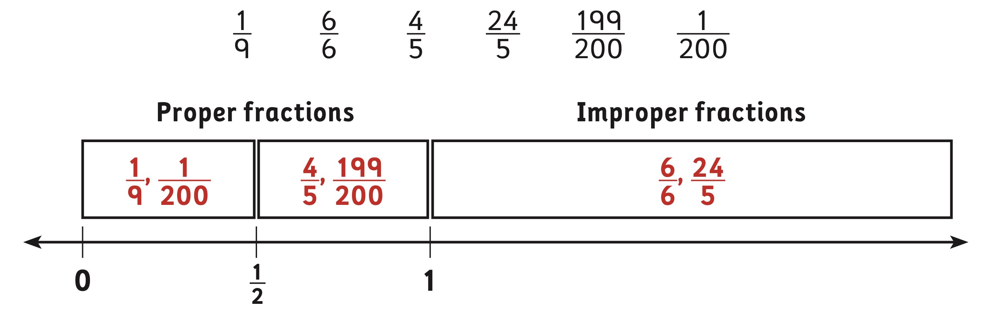 1/9 6/6 4/5 24/5 199/200 1/200
Proper fractions Improper fractions
1/9, 1/200 4/5, 199/200 6/6, 24/5
0 1/2 1